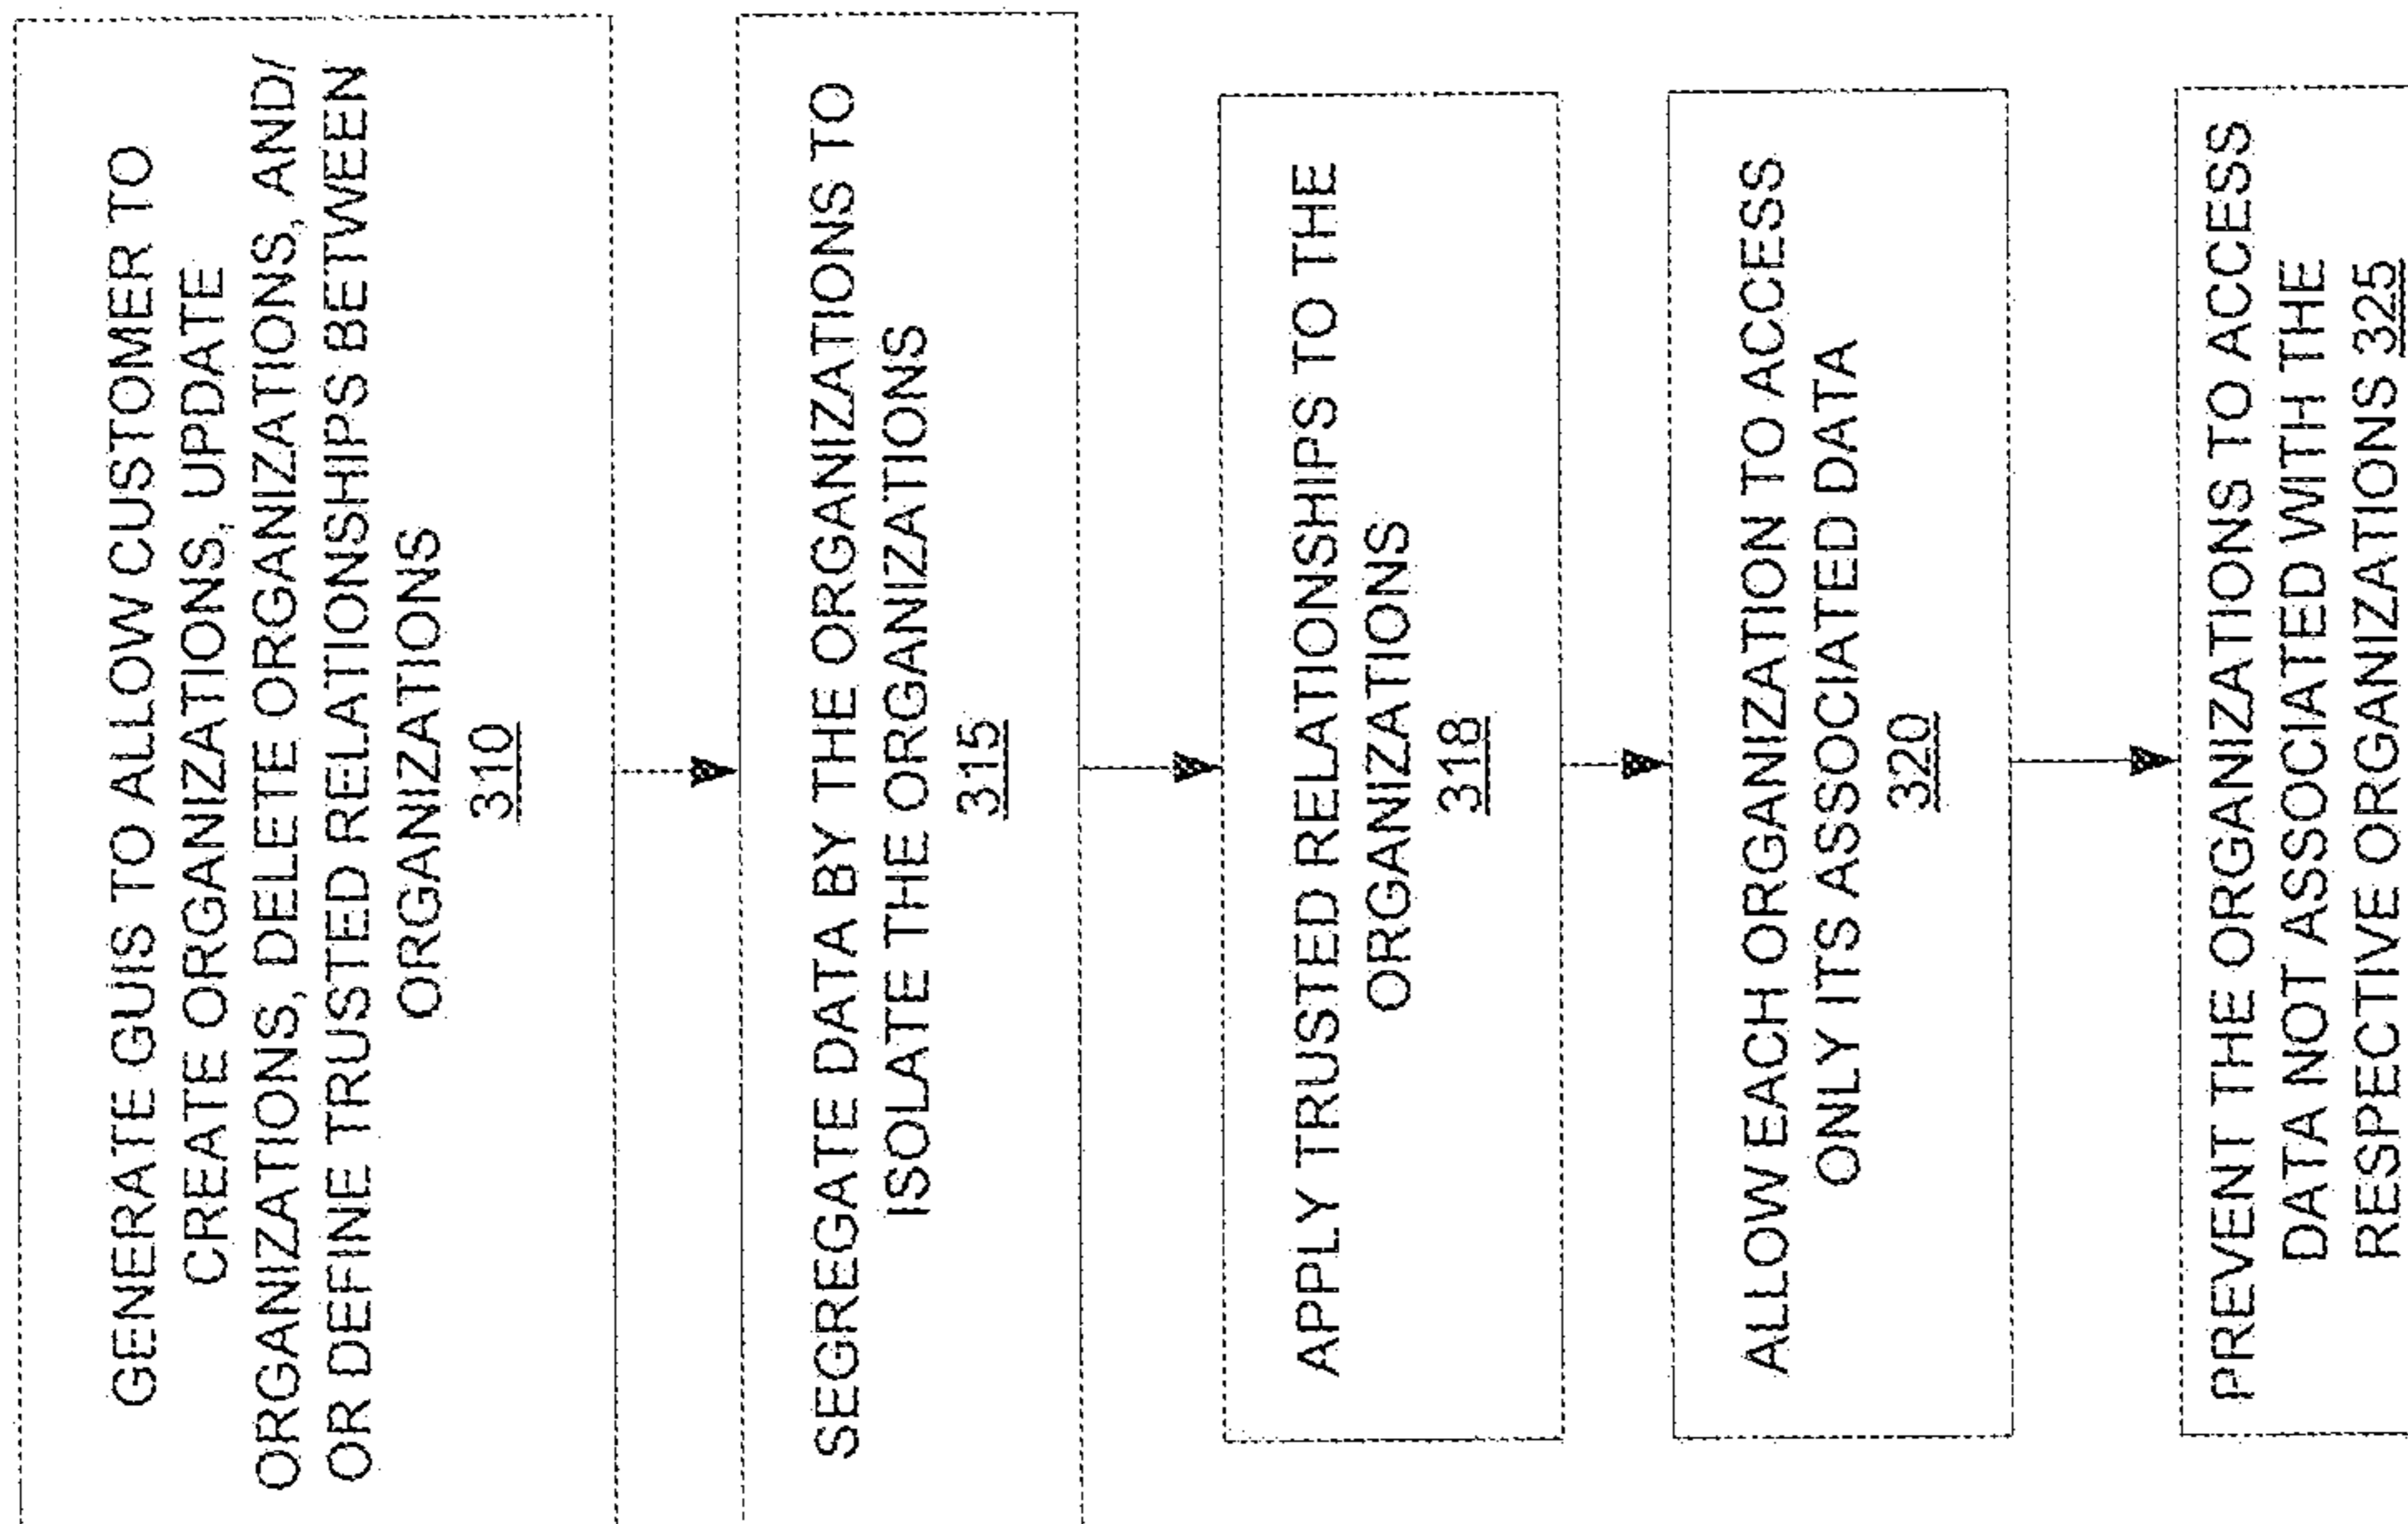 GENERATE GUIS TO ALLOW CUSTOMER TO
CREATE ORGANIZATIONS, UPDATE
ORGANIZATIONS, DELETE ORGANIZATIONS, AND/
OR DEFINE TRUSTED RELATIONSHIPS BETWEEN
ORGANIZATIONS
310
SEGREGATE DATA BY THE ORGANIZATIONS TO
ISOLATE THE ORGANIZATIONS
315
APPLY TRUSTED RELATIONSHIPS TO THE
ORGANIZATIONS
318
ALLOW EACH ORGANIZATION TO ACCESS
ONLY ITS ASSOCIATED DATA
320
PREVENT THE ORGANIZATIONS TO ACCESS
DATA NOT ASSOCIATED WITH THE
RESPECTIVE ORGANIZATIONS 325